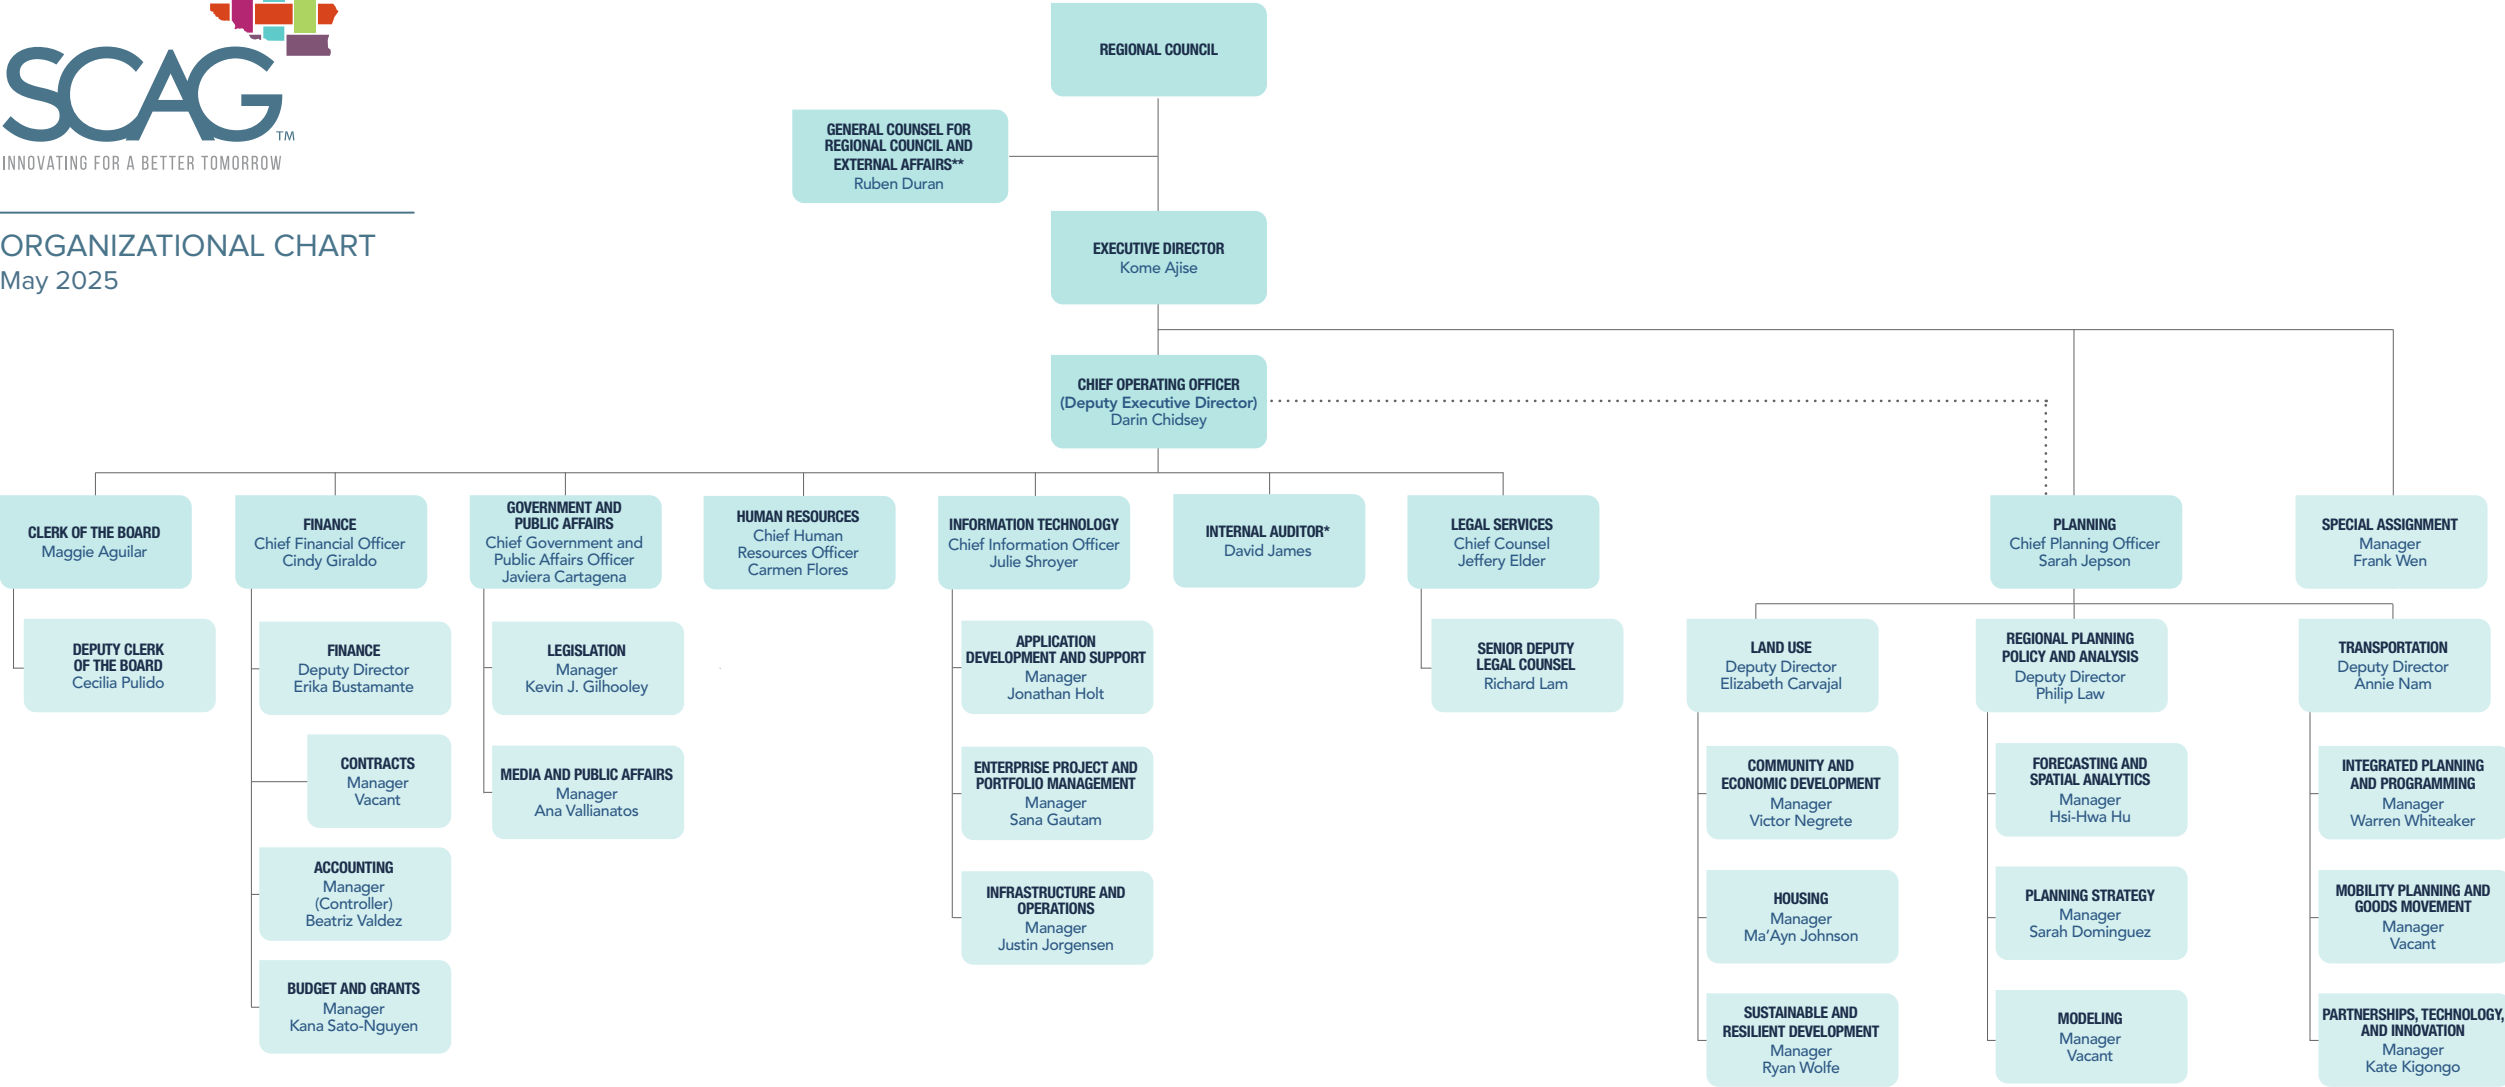 SCAG™
INNOVATING FOR A BETTER TOMORROW
ORGANIZATIONAL CHART
May 2025
REGIONAL COUNCIL
GENERAL COUNSEL FOR
REGIONAL COUNCIL AND
EXTERNAL AFFAIRS**
Ruben Duran
EXECUTIVE DIRECTOR
Kome Ajise
CHIEF OPERATING OFFICER
(Deputy Executive Director)
Darin Chidsey
CLERK OF THE BOARD
Maggie Aguilar
DEPUTY CLERK
OF THE BOARD
Cecilia Pulido
FINANCE
Chief Financial Officer
Cindy Giraldo
FINANCE
Deputy Director
Erika Bustamante
CONTRACTS
Manager
Vacant
ACCOUNTING
Manager
(Controller)
Beatriz Valdez
BUDGET AND GRANTS
Manager
Kana Sato-Nguyen
GOVERNMENT AND
PUBLIC AFFAIRS
Chief Government and
Public Affairs Officer
Javiera Cartagena
LEGISLATION
Manager
Kevin J. Gilhooley
MEDIA AND PUBLIC AFFAIRS
Manager
Ana Vallianatos
HUMAN RESOURCES
Chief Human
Resources Officer
Carmen Flores
INFORMATION TECHNOLOGY
Chief Information Officer
Julie Shroyer
APPLICATION
DEVELOPMENT AND SUPPORT
Manager
Jonathan Holt
ENTERPRISE PROJECT AND
PORTFOLIO MANAGEMENT
Manager
Sana Gautam
INFRASTRUCTURE AND
OPERATIONS
Manager
Justin Jorgensen
INTERNAL AUDITOR*
David James
LEGAL SERVICES
Chief Counsel
Jeffery Elder
SENIOR DEPUTY
LEGAL COUNSEL
Richard Lam
PLANNING
Chief Planning Officer
Sarah Jepson
LAND USE
Deputy Director
Elizabeth Carvajal
COMMUNITY AND
ECONOMIC DEVELOPMENT
Manager
Victor Negrete
HOUSING
Manager
Ma’Ayn Johnson
SUSTAINABLE AND
RESILIENT DEVELOPMENT
Manager
Ryan Wolfe
REGIONAL PLANNING
POLICY AND ANALYSIS
Deputy Director
Philip Law
FORECASTING AND
SPATIAL ANALYTICS
Manager
Hsi-Hwa Hu
PLANNING STRATEGY
Manager
Sarah Dominguez
MODELING
Manager
Vacant
TRANSPORTATION
Deputy Director
Annie Nam
INTEGRATED PLANNING
AND PROGRAMMING
Manager
Warren Whiteaker
MOBILITY PLANNING AND
GOODS MOVEMENT
Manager
Vacant
PARTNERSHIPS, TECHNOLOGY,
AND INNOVATION
Manager
Kate Kigongo
SPECIAL ASSIGNMENT
Manager
Frank Wen